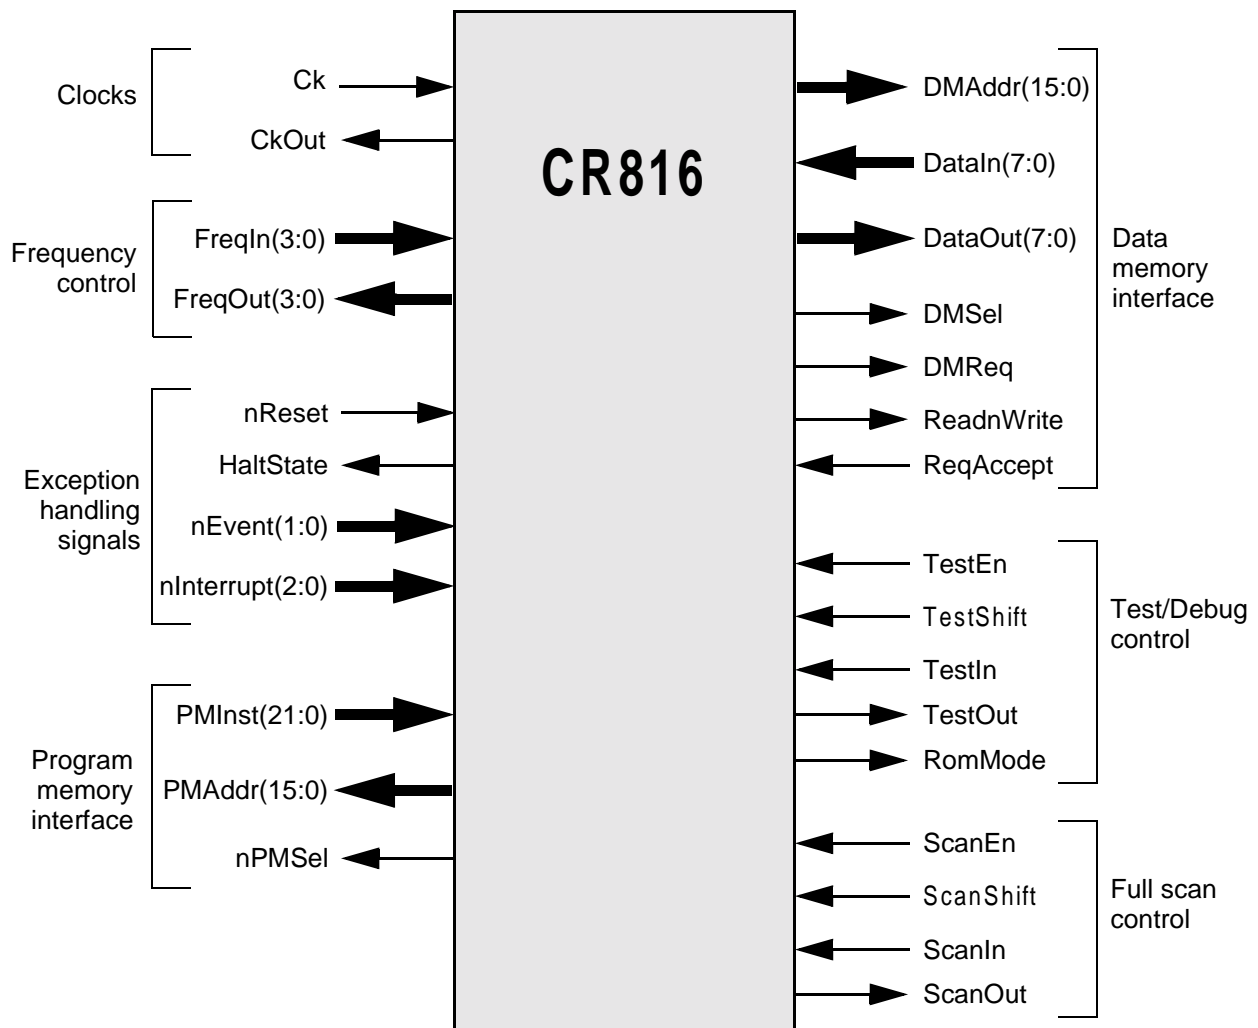 Clocks
Ck
CkOut
Frequency
control
FreqIn(3:0)
FreqOut(3:0)
Exception
handling
signals
nReset
HaltState
nEvent(1:0)
nInterrupt(2:0)
Program
memory
interface
PMInst(21:0)
PMAddr(15:0)
nPMSel
CR816
DMAddr(15:0)
DataIn(7:0)
DataOut(7:0)
DMSel
DMReq
ReadnWrite
ReqAccept
Data
memory
interface
TestEn
TestShift
TestIn
TestOut
RomMode
Test/Debug
control
ScanEn
ScanShift
ScanIn
ScanOut
Full scan
control